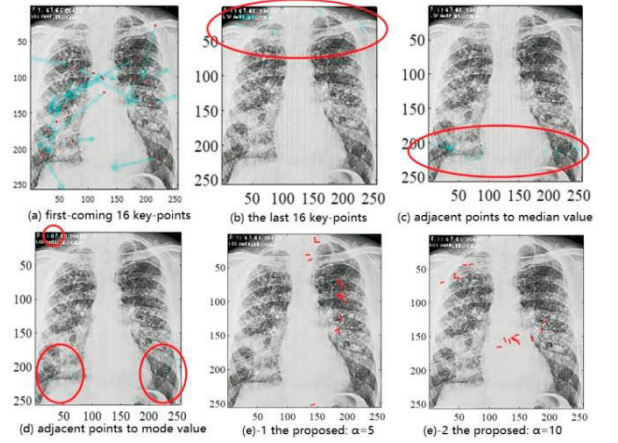 50
100
150
200
250
50 100 150 200 250
(a) first-coming 16 key-points
50
100
150
200
250
50 100 150 200 250
(b) the last 16 key-points
50
100
150
200
250
50 100 150 200 250
(c) adjacent points to median value
50
100
150
200
250
50 100 150 200 250
(d) adjacent points to mode value
50
100
150
200
250
50 100 150 200 250
(e)-1 the proposed: α=5
50
100
150
200
250
50 100 150 200 250
(e)-2 the proposed: α=10